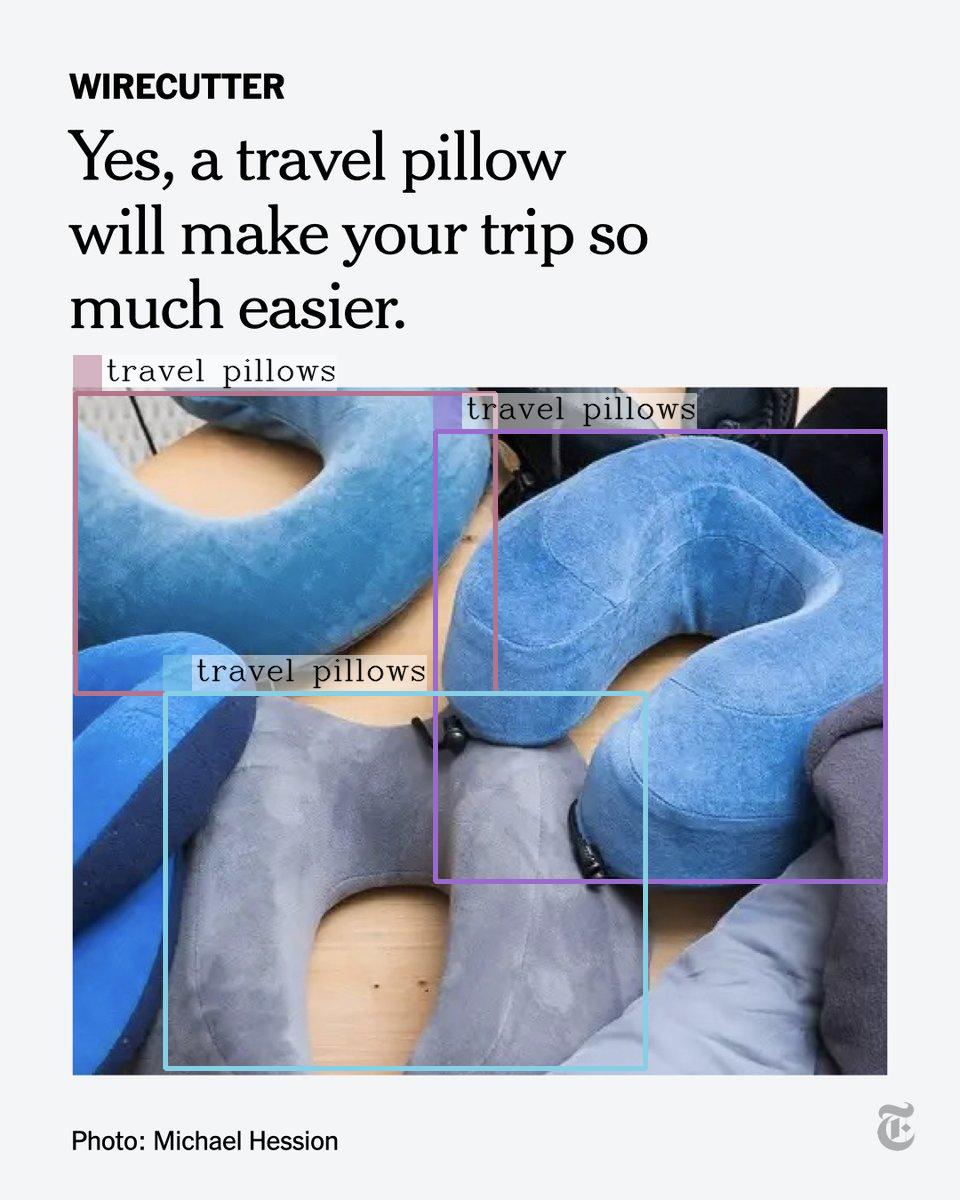 WIRECUTTER
Yes, a travel pillow
will make your trip so
much easier.
travel pillows
travel pillows
travel pillows
Photo: Michael Hession
T